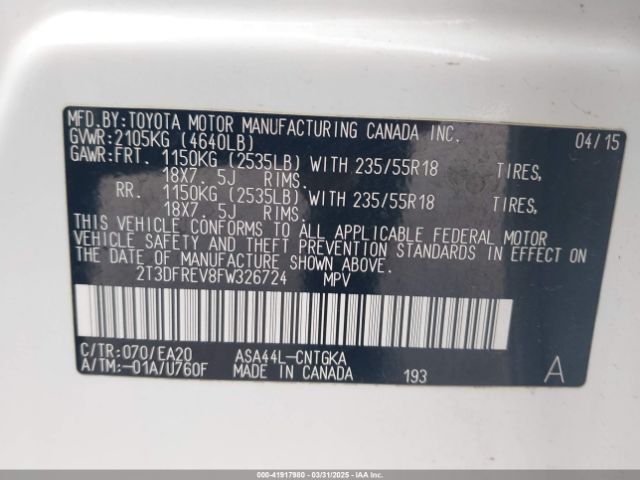 MFD.BY:TOYOTA MOTOR MANUFACTURING CANADA INC. 04/15
GVWR:2105KG (4640LB)
GAWR:FRT. 1150KG (2535LB) WITH 235/55R18 TIRES,
18X7. 5J RIMS.
RR. 1150KG (2535LB) WITH 235/55R18 TIRES,
18X7. 5J RIMS.
THIS VEHICLE CONFORMS TO ALL APPLICABLE FEDERAL MOTOR
VEHICLE SAFETY AND THEFT PREVENTION STANDARDS IN EFFECT ON
THE DATE OF MANUFACTURE SHOWN ABOVE.
2T3DFREV8FW326724 MPV
C/TR:070/EA20 ASA44L-CNTGKA
A/TM:-01A/U760F MADE IN CANADA 193 A
000-41917980 - 03/31/2025 - IAAI.COM